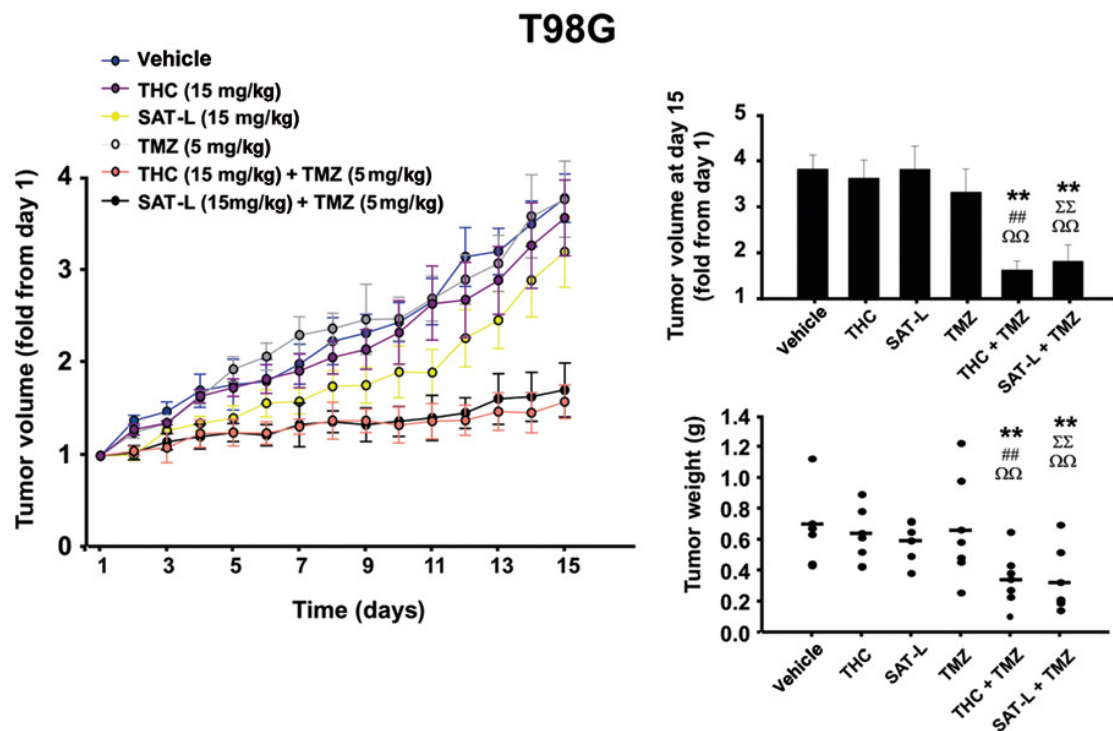 T98G
Vehicle
THC (15 mg/kg)
SAT-L (15 mg/kg)
TMZ (5 mg/kg)
THC (15 mg/kg) + TMZ (5 mg/kg)
SAT-L (15mg/kg) + TMZ (5 mg/kg)
Tumor volume (fold from day 1)
4
3
2
1
0
1 3 5 7 9 11 13 15
Time (days)
Tumor volume at day 15
(fold from day 1)
5
4
3
2
1
** **
## ΣΣ
ΩΩ ΩΩ
Vehicle THC SAT-L TMZ THC + TMZ SAT-L + TMZ
Tumor weight (g)
1.4
1.2
1.0
0.8
0.6
0.4
0.2
0.0
** **
## ΣΣ
ΩΩ ΩΩ
Vehicle THC SAT-L TMZ THC + TMZ SAT-L + TMZ